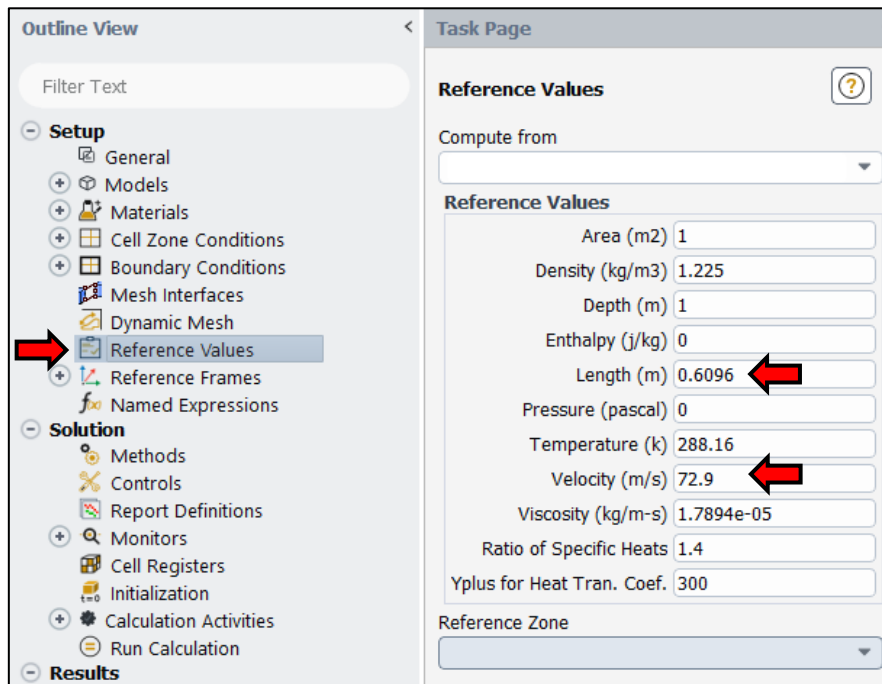 Outline View
<
Filter Text
Setup
General
Models
Materials
Cell Zone Conditions
Boundary Conditions
Mesh Interfaces
Dynamic Mesh
Reference Values
Reference Frames
f(x) Named Expressions
Solution
Methods
Controls
Report Definitions
Monitors
Cell Registers
t=0 Initialization
Calculation Activities
Run Calculation
Results
Task Page
Reference Values
?
Compute from
Reference Values
Area (m2) 1
Density (kg/m3) 1.225
Depth (m) 1
Enthalpy (j/kg) 0
Length (m) 0.6096
Pressure (pascal) 0
Temperature (k) 288.16
Velocity (m/s) 72.9
Viscosity (kg/m-s) 1.7894e-05
Ratio of Specific Heats 1.4
Yplus for Heat Tran. Coef. 300
Reference Zone